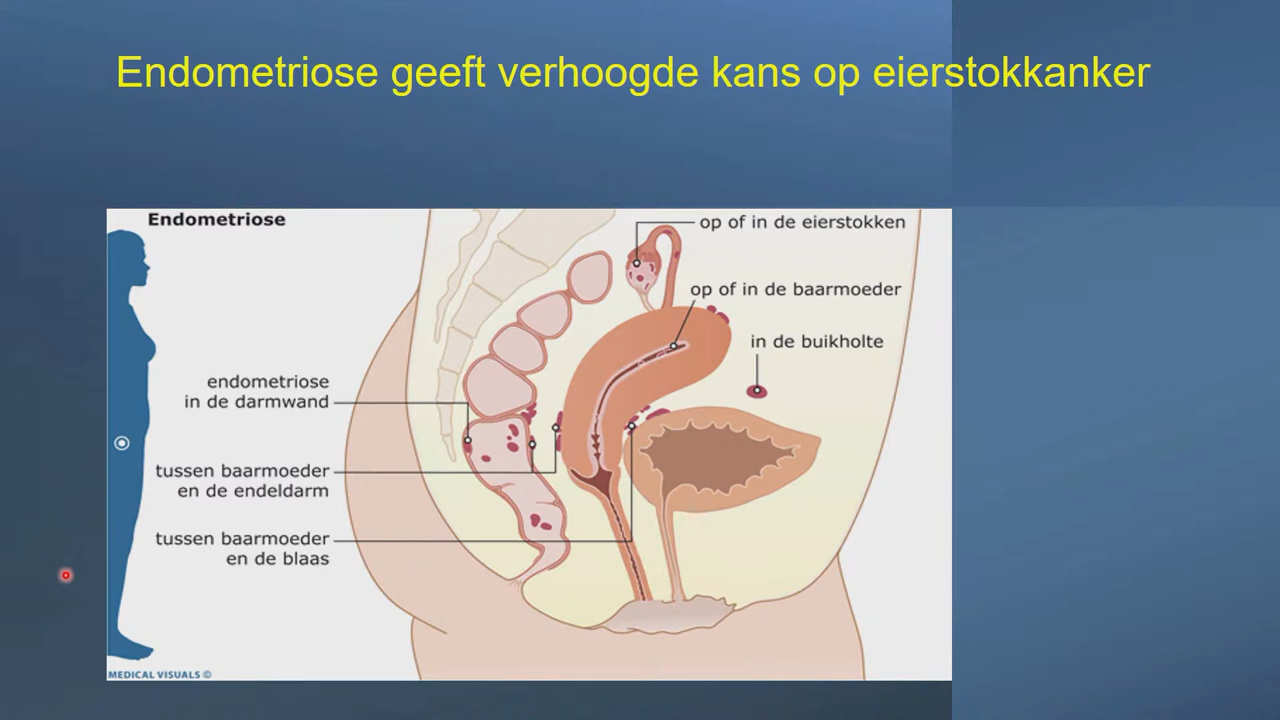 Endometriose geeft verhoogde kans op eierstokkanker
Endometriose
op of in de eierstokken
op of in de baarmoeder
in de buikholte
endometriose
in de darmwand
tussen baarmoeder
en de endeldarm
tussen baarmoeder
en de blaas
MEDICAL VISUALS ©